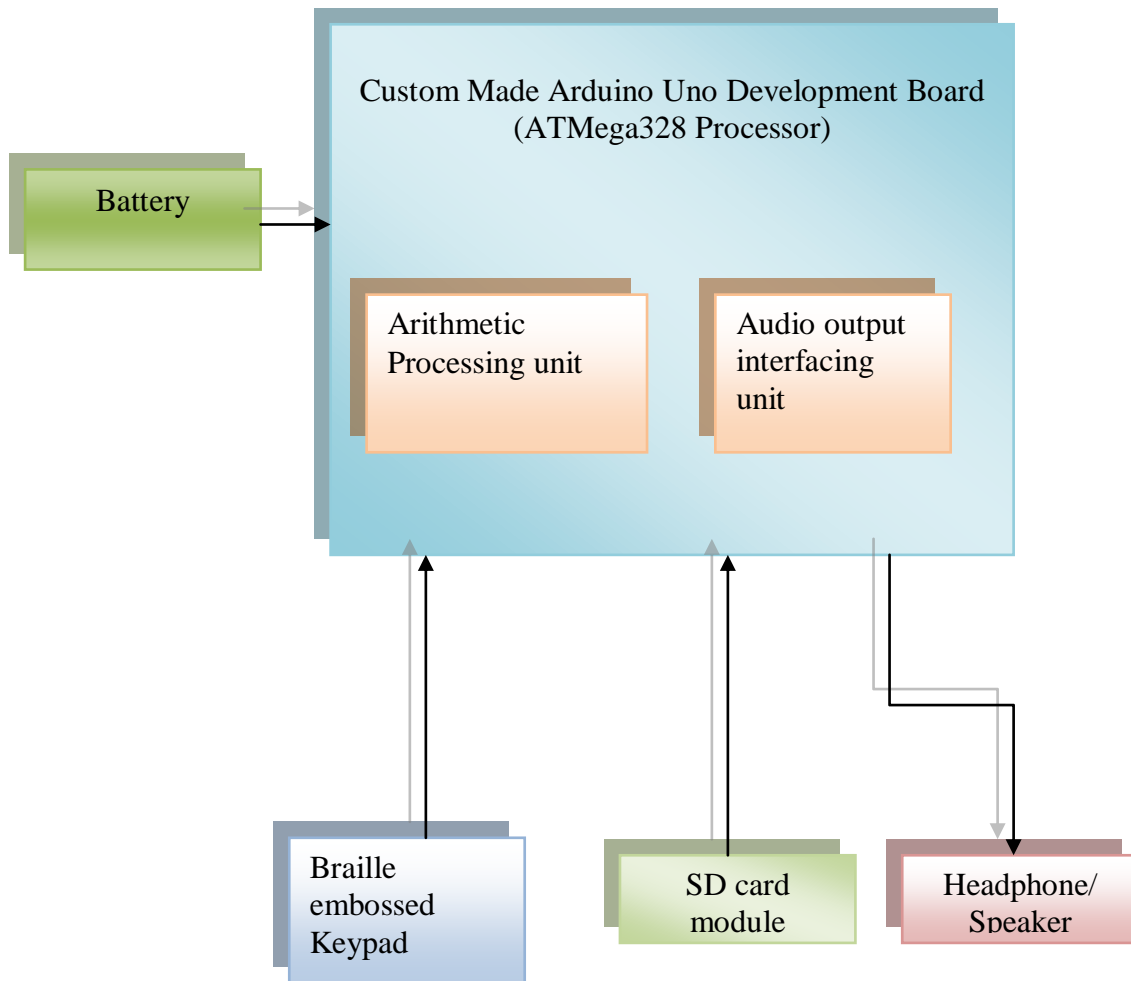 Custom Made Arduino Uno Development Board
(ATMega328 Processor)
Battery
Arithmetic
Processing unit
Audio output
interfacing
unit
Braille
embossed
Keypad
SD card
module
Headphone/
Speaker